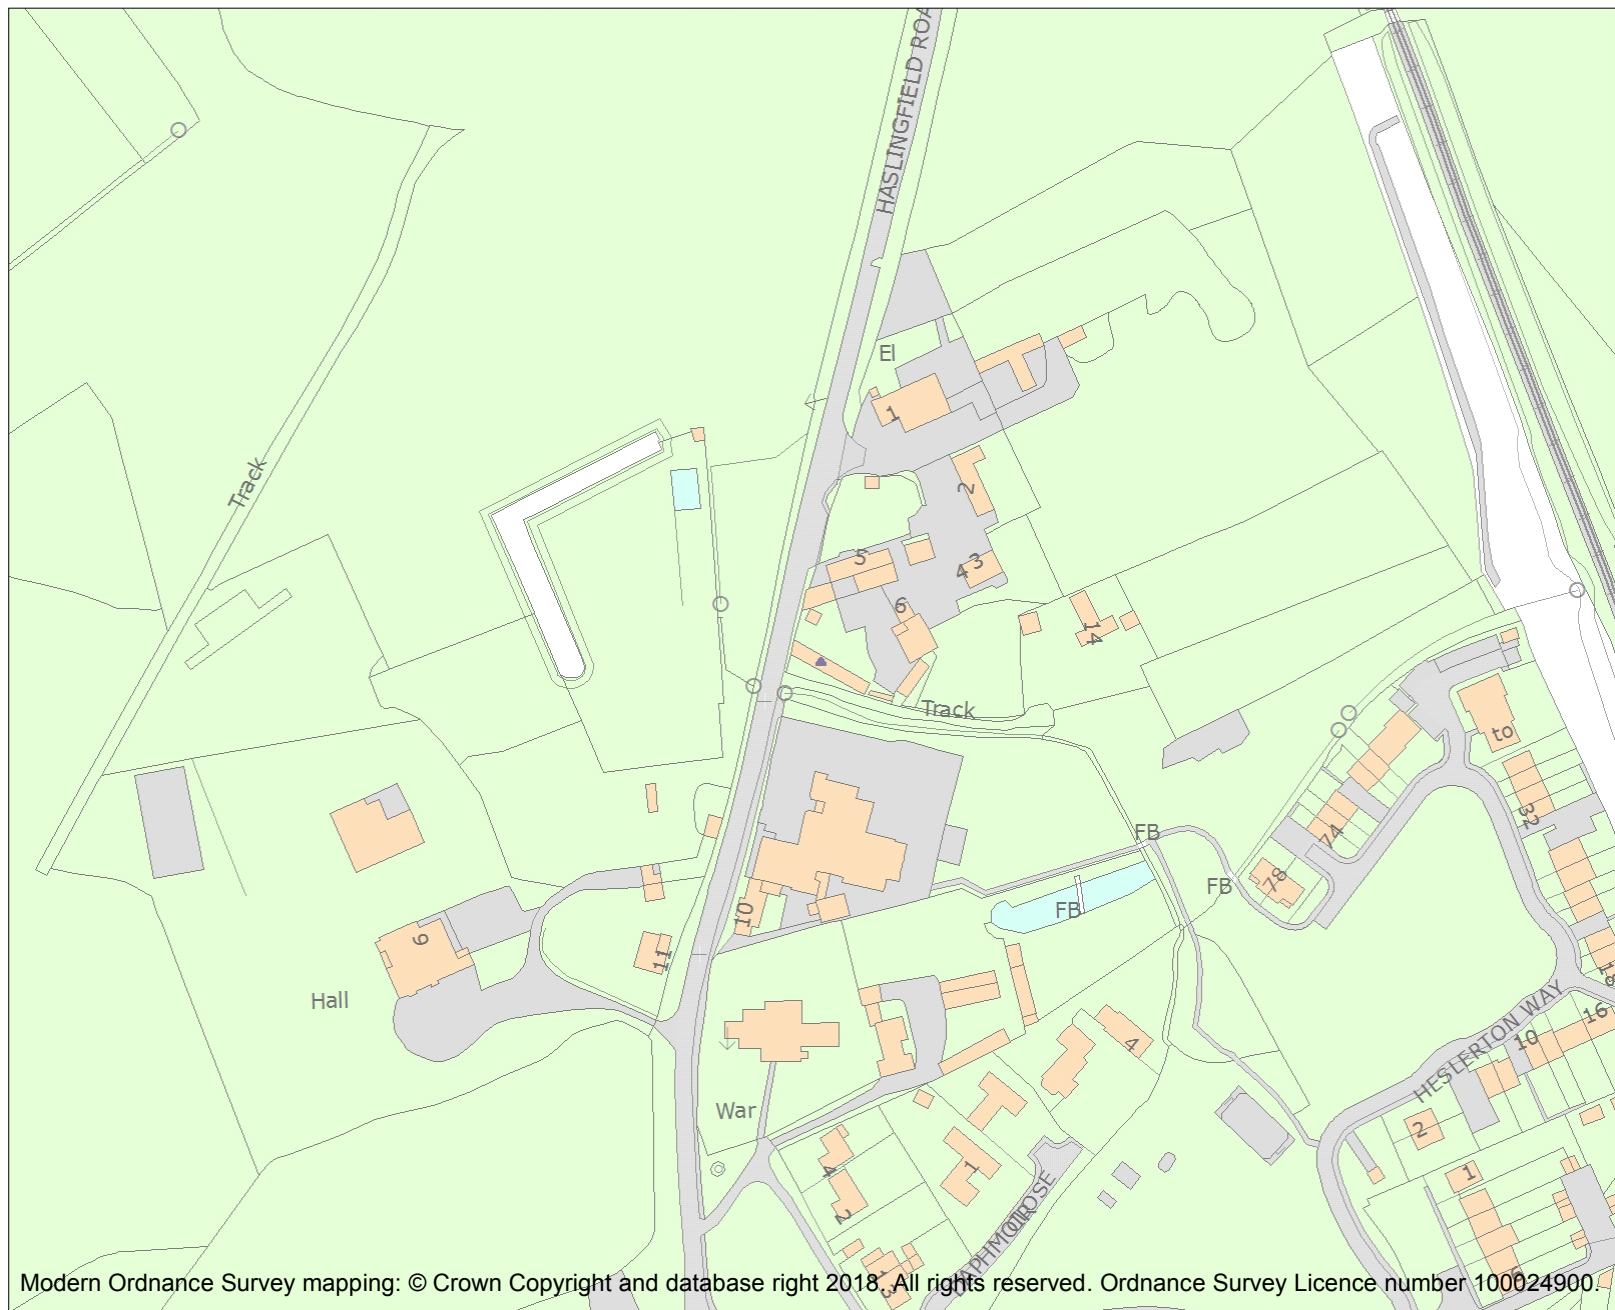 HASLINGFIELD ROA
El
1
Track
2
5
3
4
6
14
Track
to
32
74
FB
78
FB
FB
10
9
11
Hall
18
HESLERTON WAY
16
10
4
War
2
1
4
1
2
13
Modern Ordnance Survey mapping: © Crown Copyright and database right 2018. All rights reserved. Ordnance Survey Licence number 100024900.